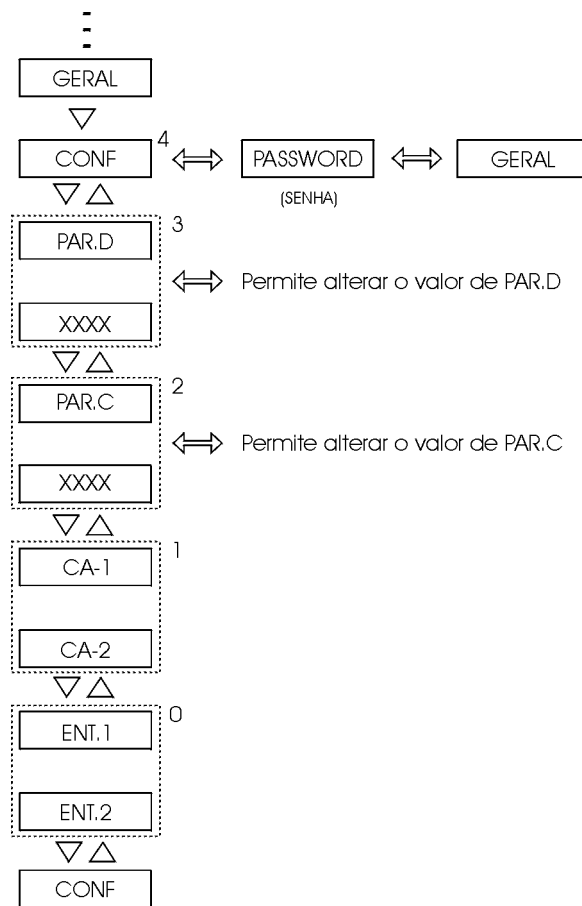 GERAL
4
CONF
PASSWORD
GERAL
(SENHA)
3
PAR.D
Permite alterar o valor de PAR.D
XXXX
2
PAR.C
Permite alterar o valor de PAR.C
XXXX
1
CA-1
CA-2
0
ENT.1
ENT.2
CONF